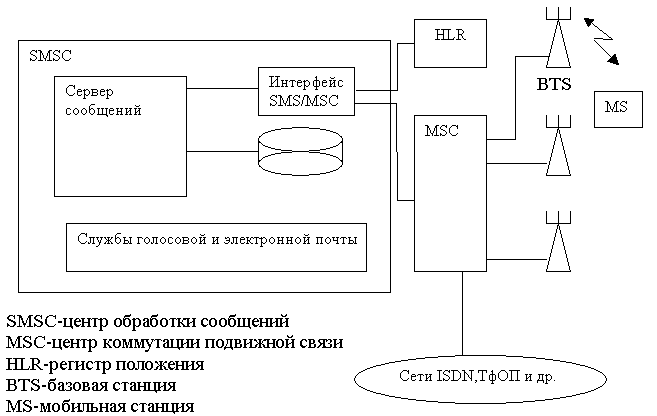 SMSC
Сервер
сообщений
Интерфейс
SMS/MSC
HLR
BTS
MS
MSC
Службы голосовой и электронной почты
SMSC-центр обработки сообщений
MSC-центр коммутации подвижной связи
HLR-регистр положения
BTS-базовая станция
MS-мобильная станция
Сети ISDN,ТфОП и др.